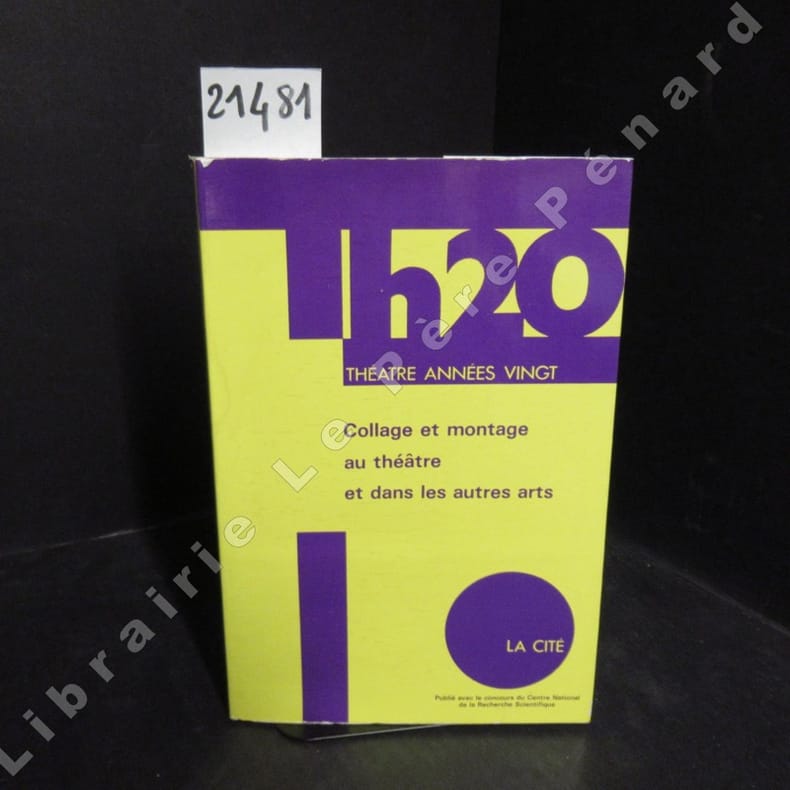 21481
Th20
THÉATRE ANNÉES VINGT
Collage et montage
au théâtre
et dans les autres arts
LA CITÉ
Publié avec le concours du Centre National
de la Recherche Scientifique
Librairie Le Père Pénard